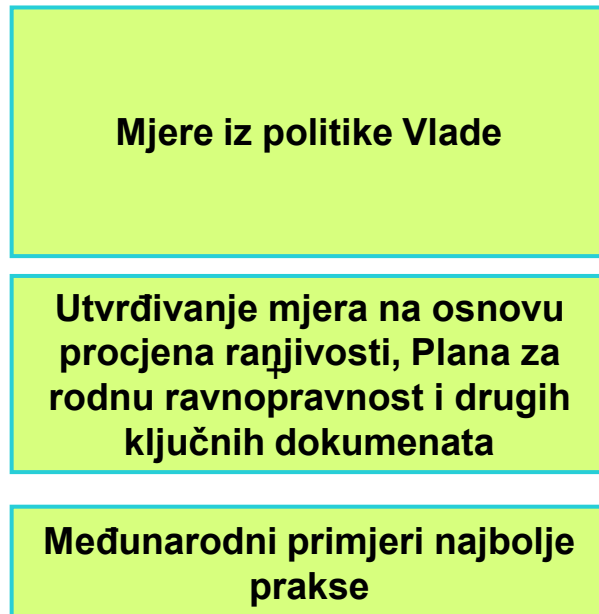 Mjere iz politike Vlade
Utvrđivanje mjera na osnovu
procjena ranjivosti, Plana za
+
rodnu ravnopravnost i drugih
ključnih dokumenata
Međunarodni primjeri najbolje
prakse